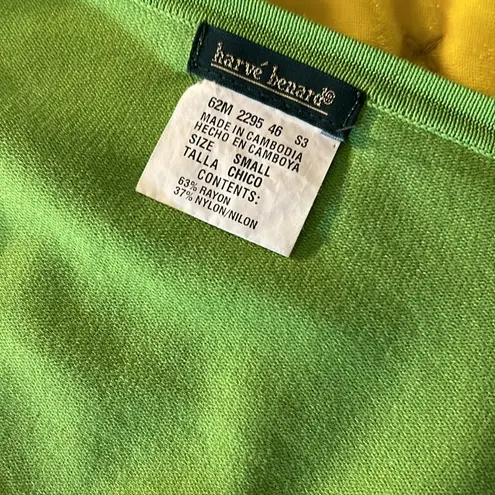 harvé benard®
62M 2295 46 S3
MADE IN CAMBODIA
HECHO EN CAMBOYA
SIZE SMALL
TALLA CHICO
CONTENTS:
63% RAYON
37% NYLON/NILON